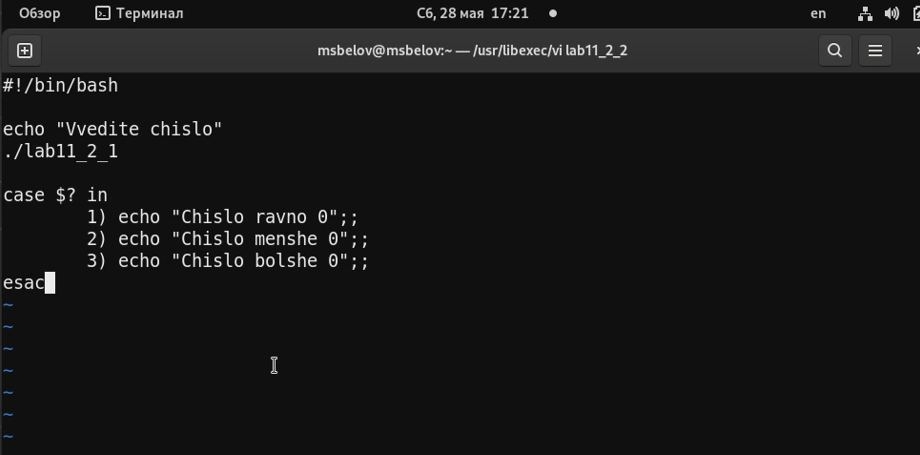 Обзор Терминал Сб, 28 мая 17:21 en
msbelov@msbelov:~ — /usr/libexec/vi lab11_2_2
#!/bin/bash
echo "Vvedite chislo"
./lab11_2_1
case $? in
1) echo "Chislo ravno 0";;
2) echo "Chislo menshe 0";;
3) echo "Chislo bolshe 0";;
esac
~
~
~
~
~
~
~